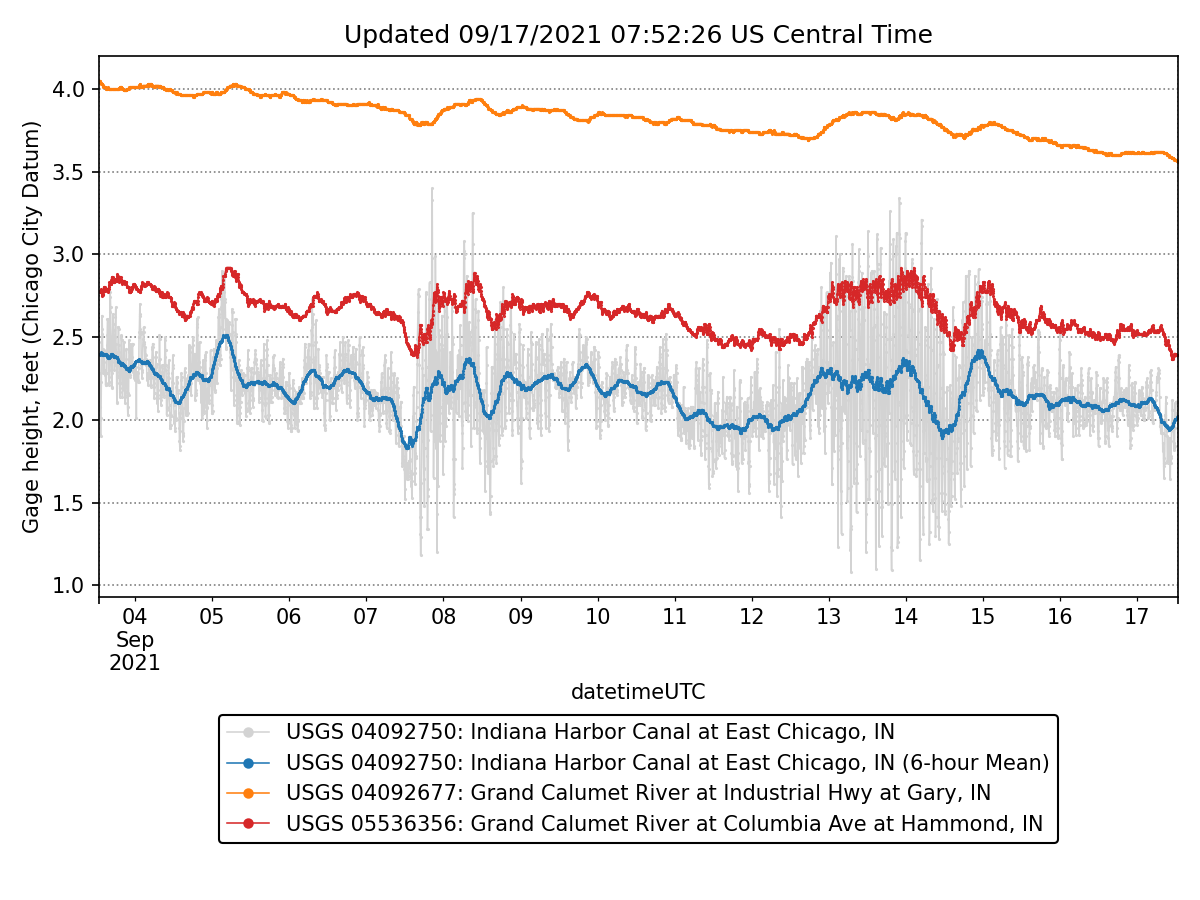 Updated 09/17/2021 07:52:26 US Central Time
Gage height, feet (Chicago City Datum)
4.0
3.5
3.0
2.5
2.0
1.5
1.0
04 05 06 07 08 09 10 11 12 13 14 15 16 17
Sep
2021
datetimeUTC
USGS 04092750: Indiana Harbor Canal at East Chicago, IN
USGS 04092750: Indiana Harbor Canal at East Chicago, IN (6-hour Mean)
USGS 04092677: Grand Calumet River at Industrial Hwy at Gary, IN
USGS 05536356: Grand Calumet River at Columbia Ave at Hammond, IN